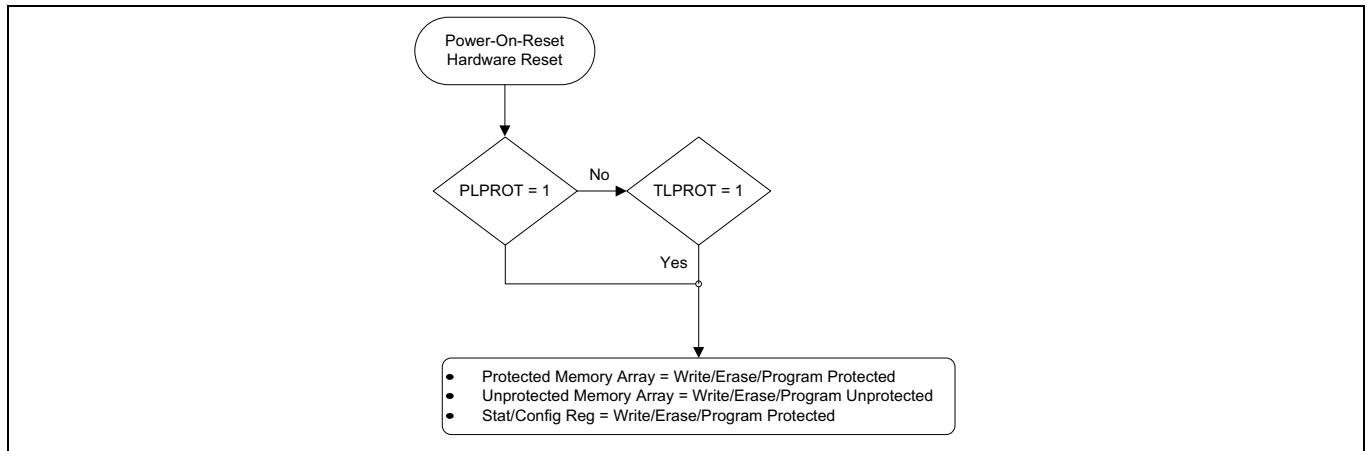 Power-On-Reset
Hardware Reset
PLPROT = 1
No
TLPROT = 1
Yes
• Protected Memory Array = Write/Erase/Program Protected
• Unprotected Memory Array = Write/Erase/Program Unprotected
• Stat/Config Reg = Write/Erase/Program Protected